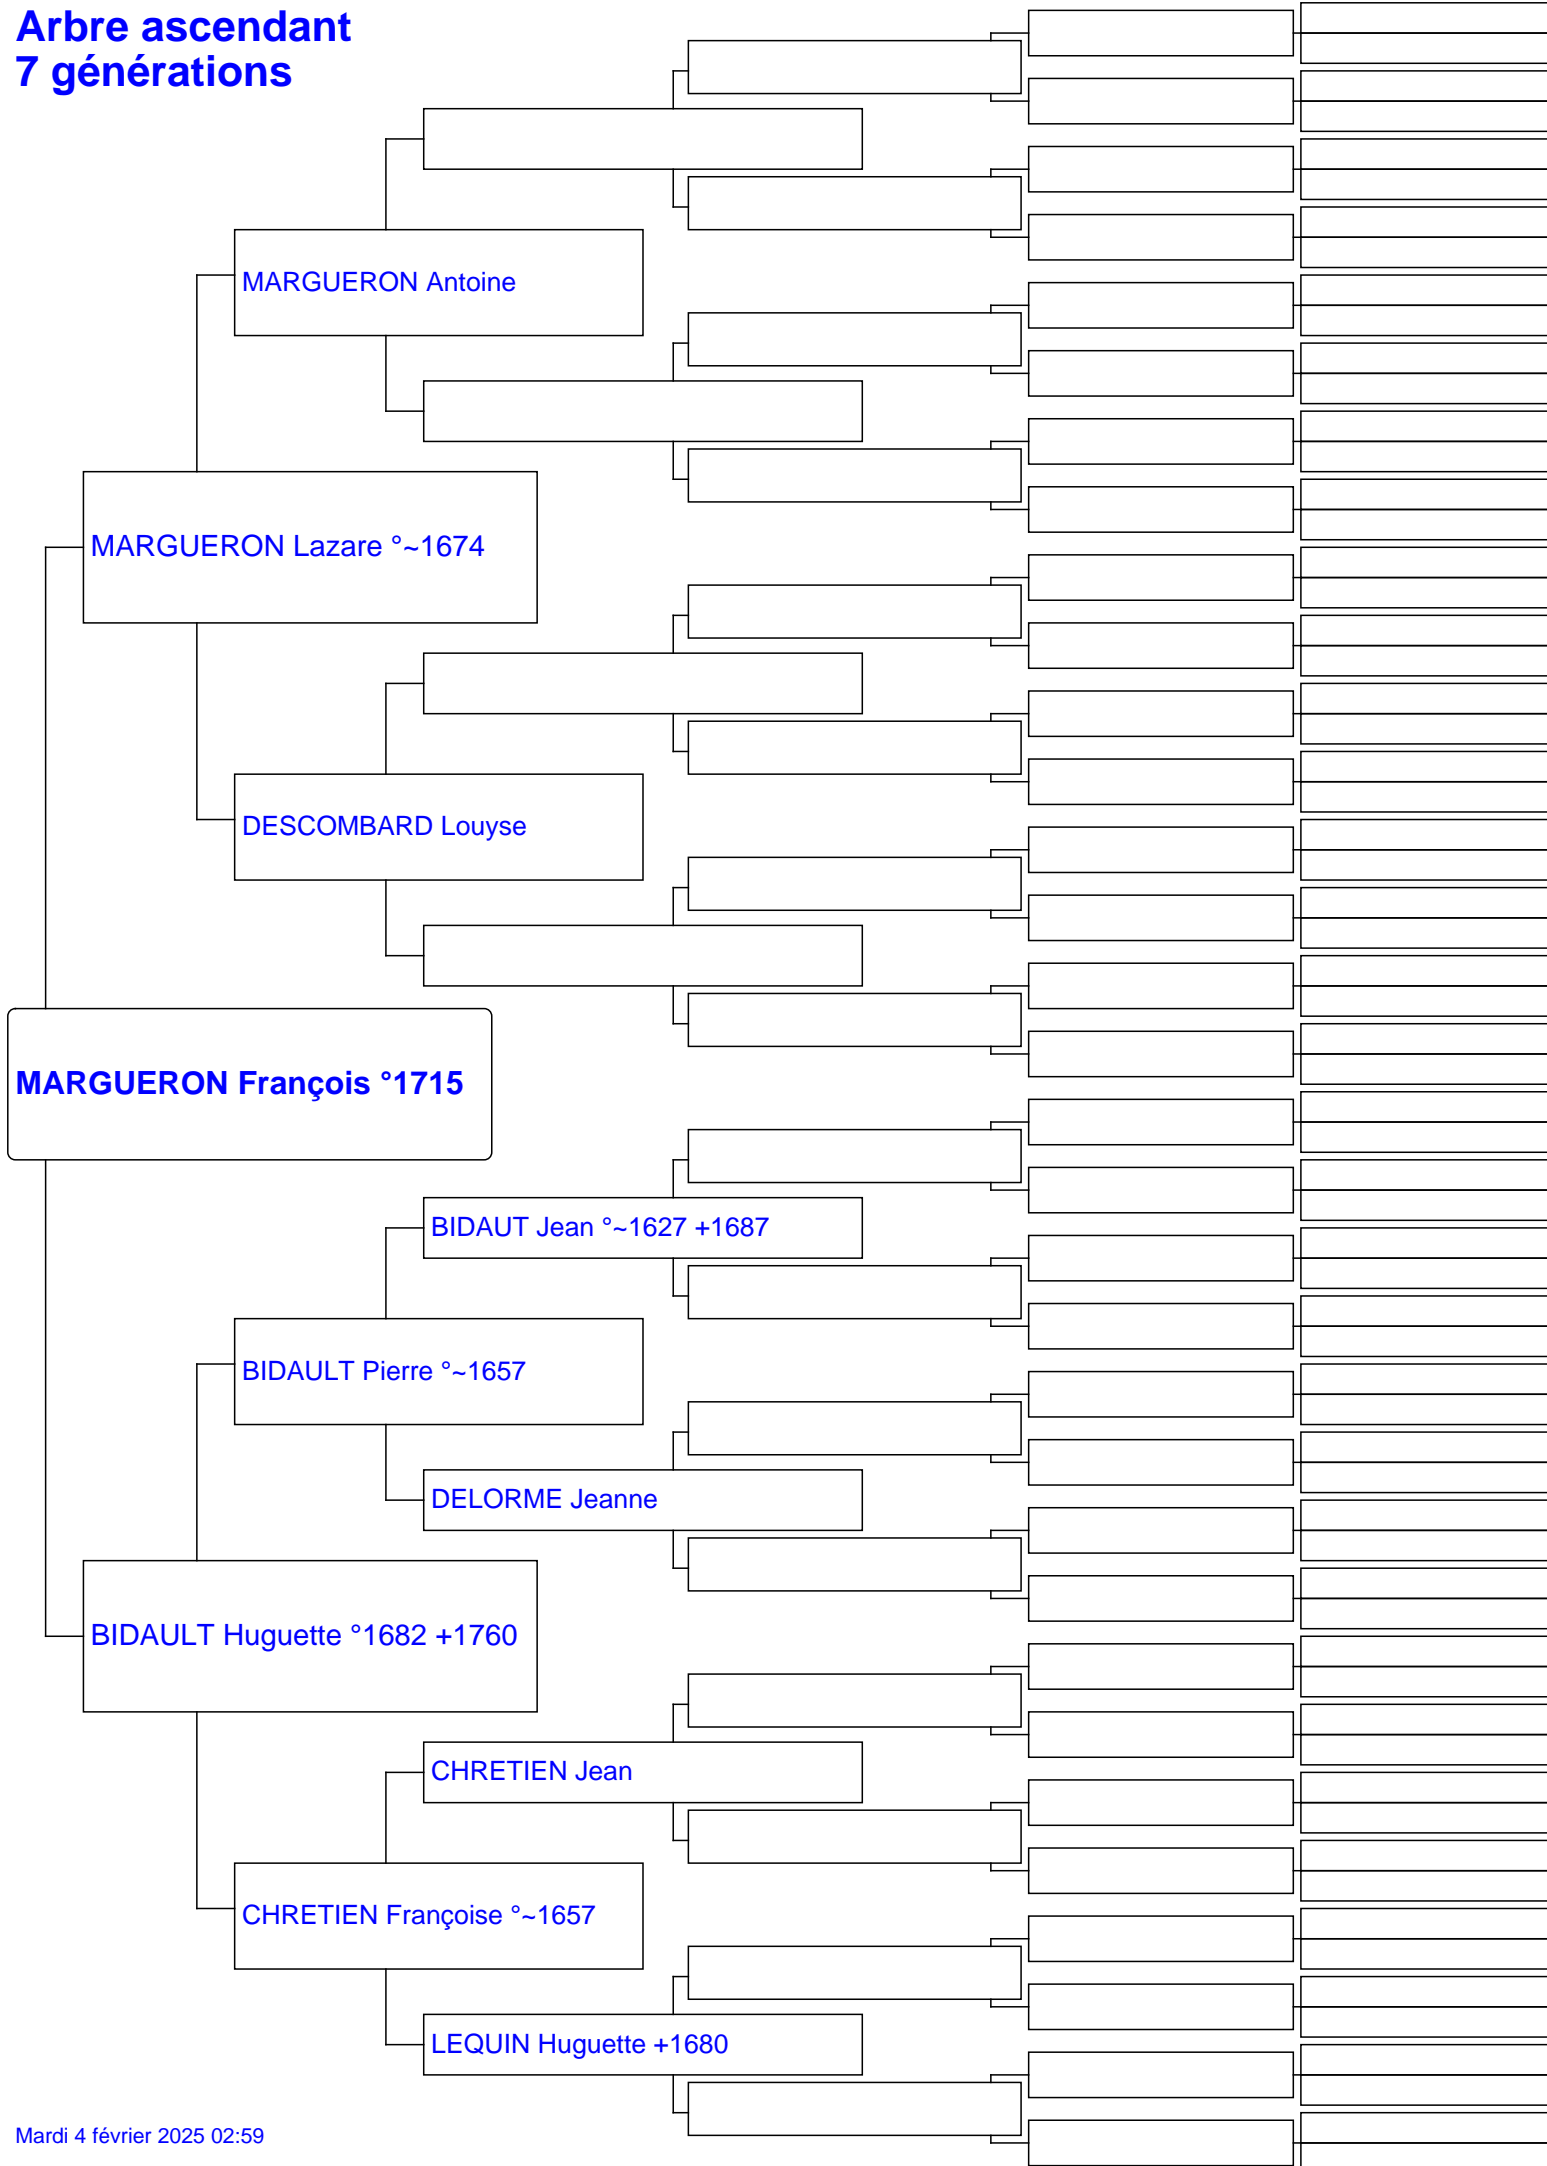 Arbre ascendant
7 générations
MARGUERON Antoine
MARGUERON Lazare °~1674
DESCOMBARD Louyse
MARGUERON François °1715
BIDAUT Jean °~1627 +1687
BIDAULT Pierre °~1657
DELORME Jeanne
BIDAULT Huguette °1682 +1760
CHRETIEN Jean
CHRETIEN Françoise °~1657
LEQUIN Huguette +1680
Mardi 4 février 2025 02:59